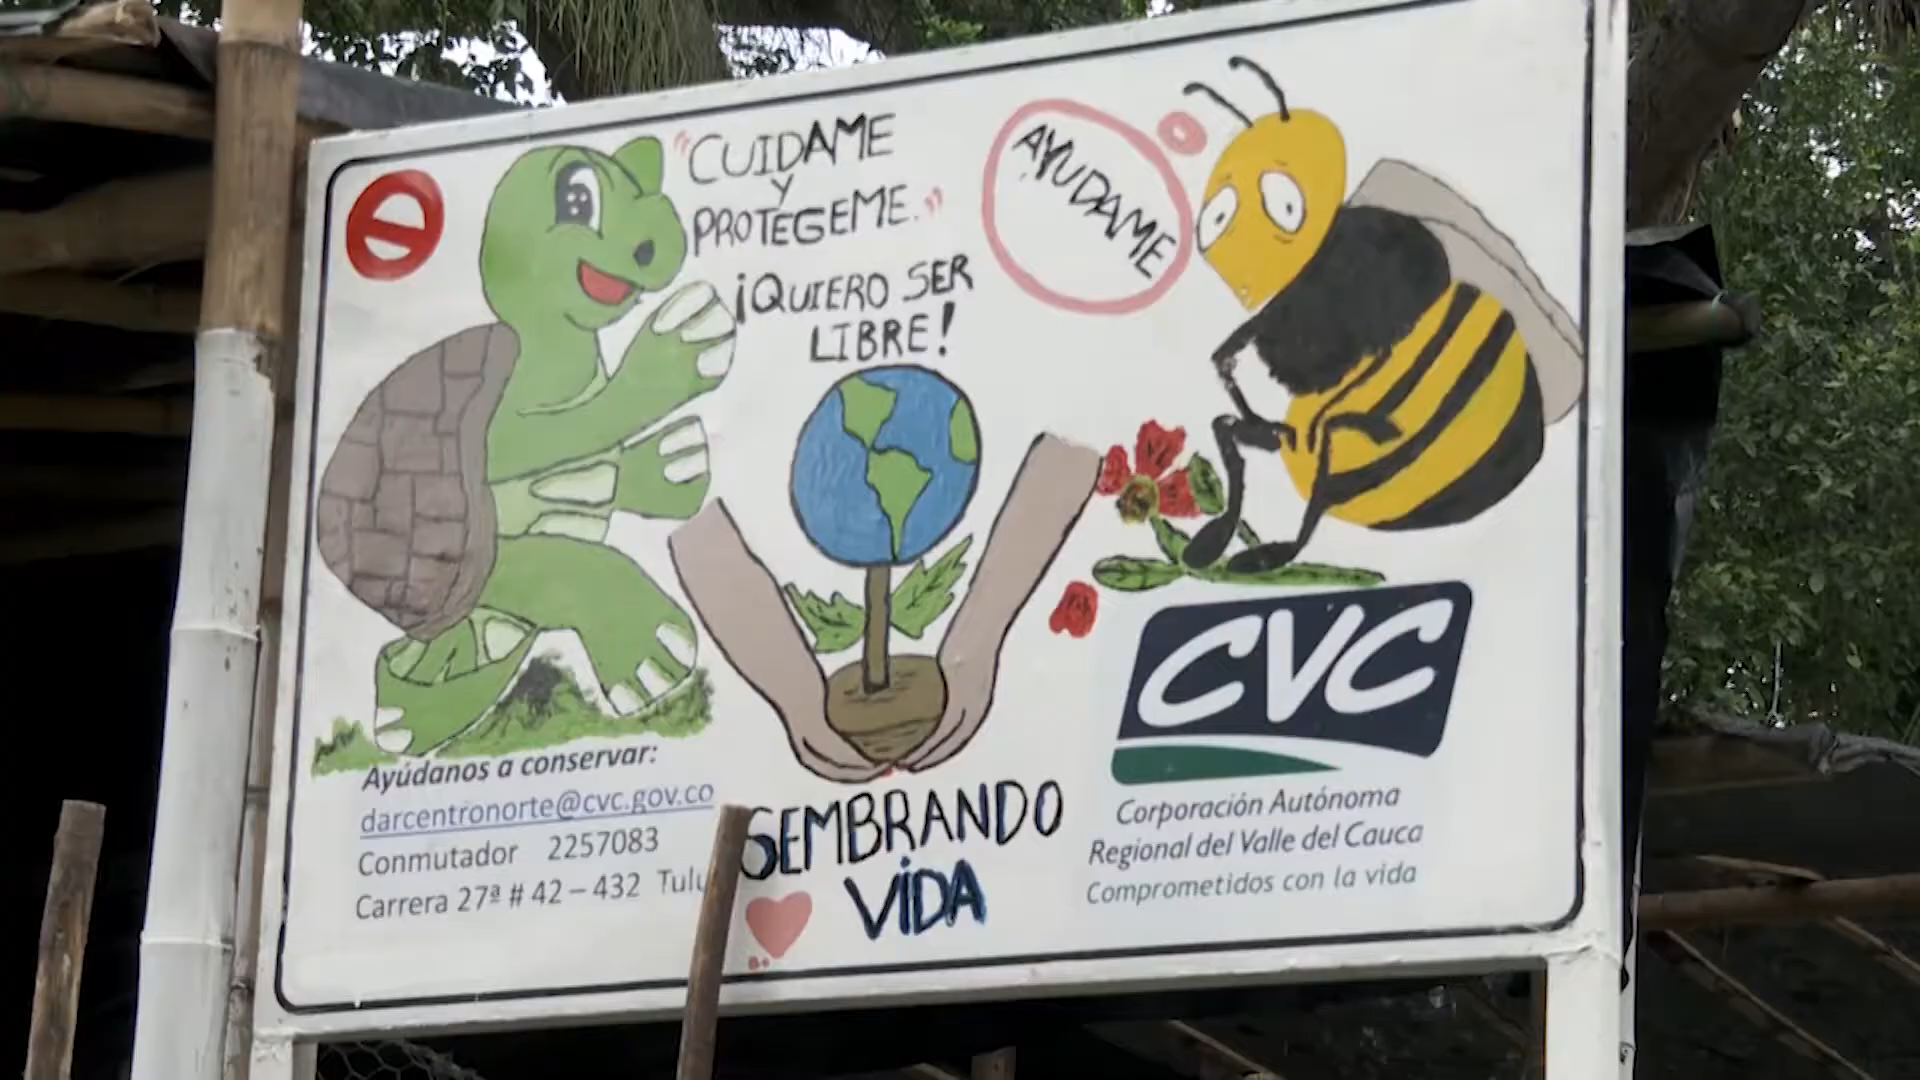 "CUIDAME
Y
PROTEGEME."
¡QUIERO SER
LIBRE!
AYUDAME
Ayúdanos a conservar:
darcentronorte@cvc.gov.co
Conmutador 2257083
Carrera 27ª # 42 – 432
SEMBRANDO
VIDA
CVC
Corporación Autónoma
Regional del Valle del Cauca
Comprometidos con la vida